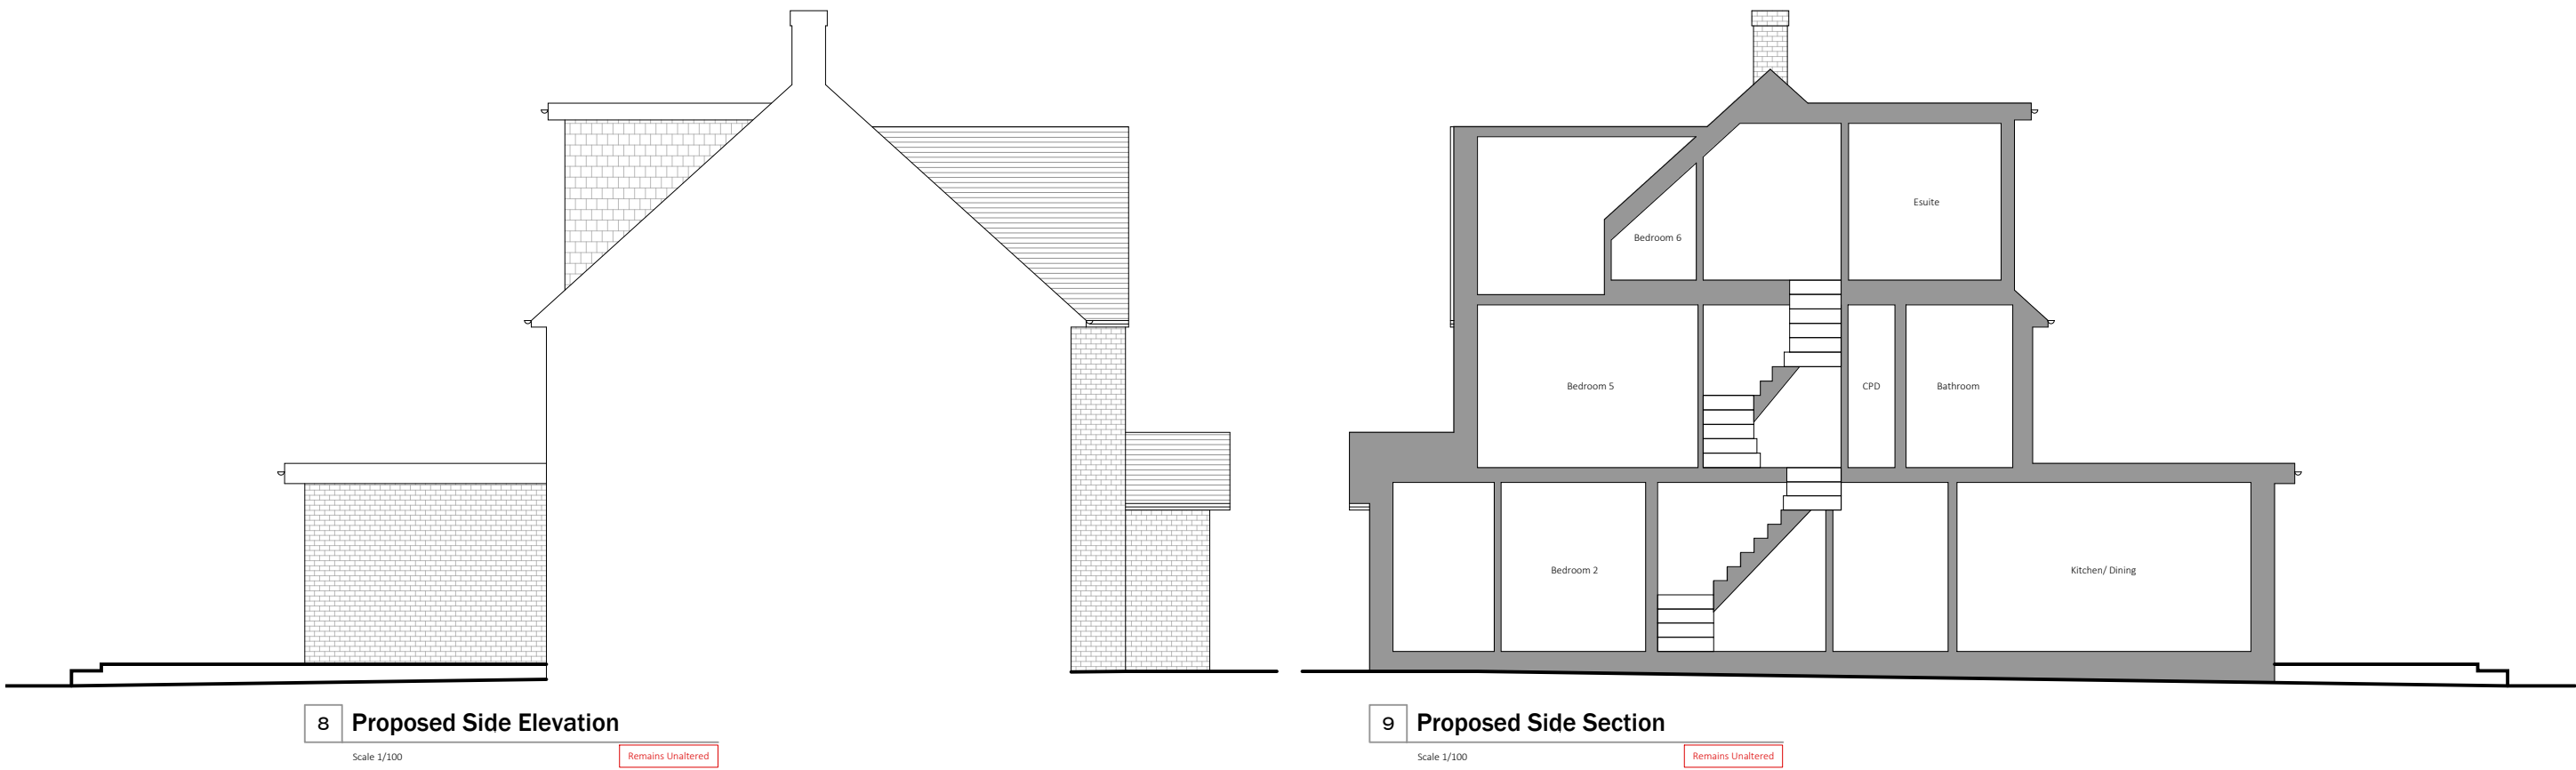 Esuite
Bedroom 6
Bedroom 5
CPD
Bathroom
Bedroom 2
Kitchen/ Dining
8 Proposed Side Elevation
Scale 1/100
Remains Unaltered
9 Proposed Side Section
Scale 1/100
Remains Unaltered